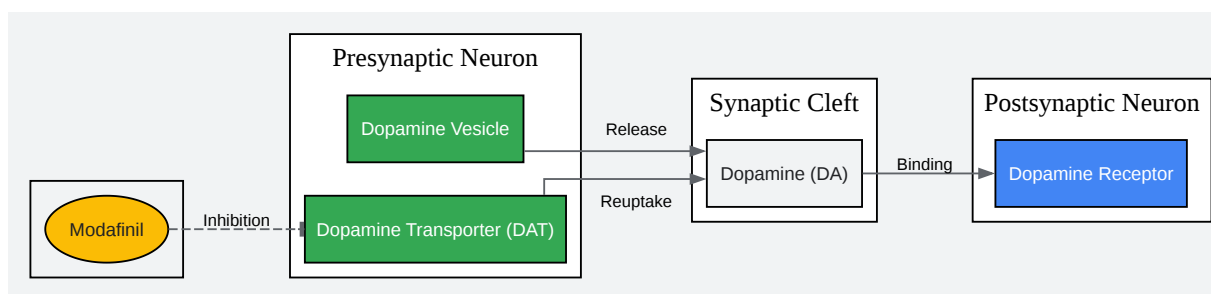 Presynaptic Neuron
Dopamine Vesicle
Release
Synaptic Cleft
Postsynaptic Neuron
Dopamine (DA)
Binding
Dopamine Receptor
Reuptake
Modafinil
Inhibition
Dopamine Transporter (DAT)